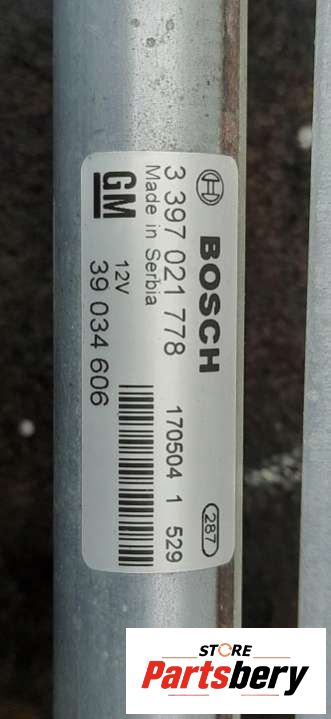 BOSCH
3 397 021 778
Made in Serbia
GM
12V
39 034 606
170504 1 529
287
STORE
Partsbery